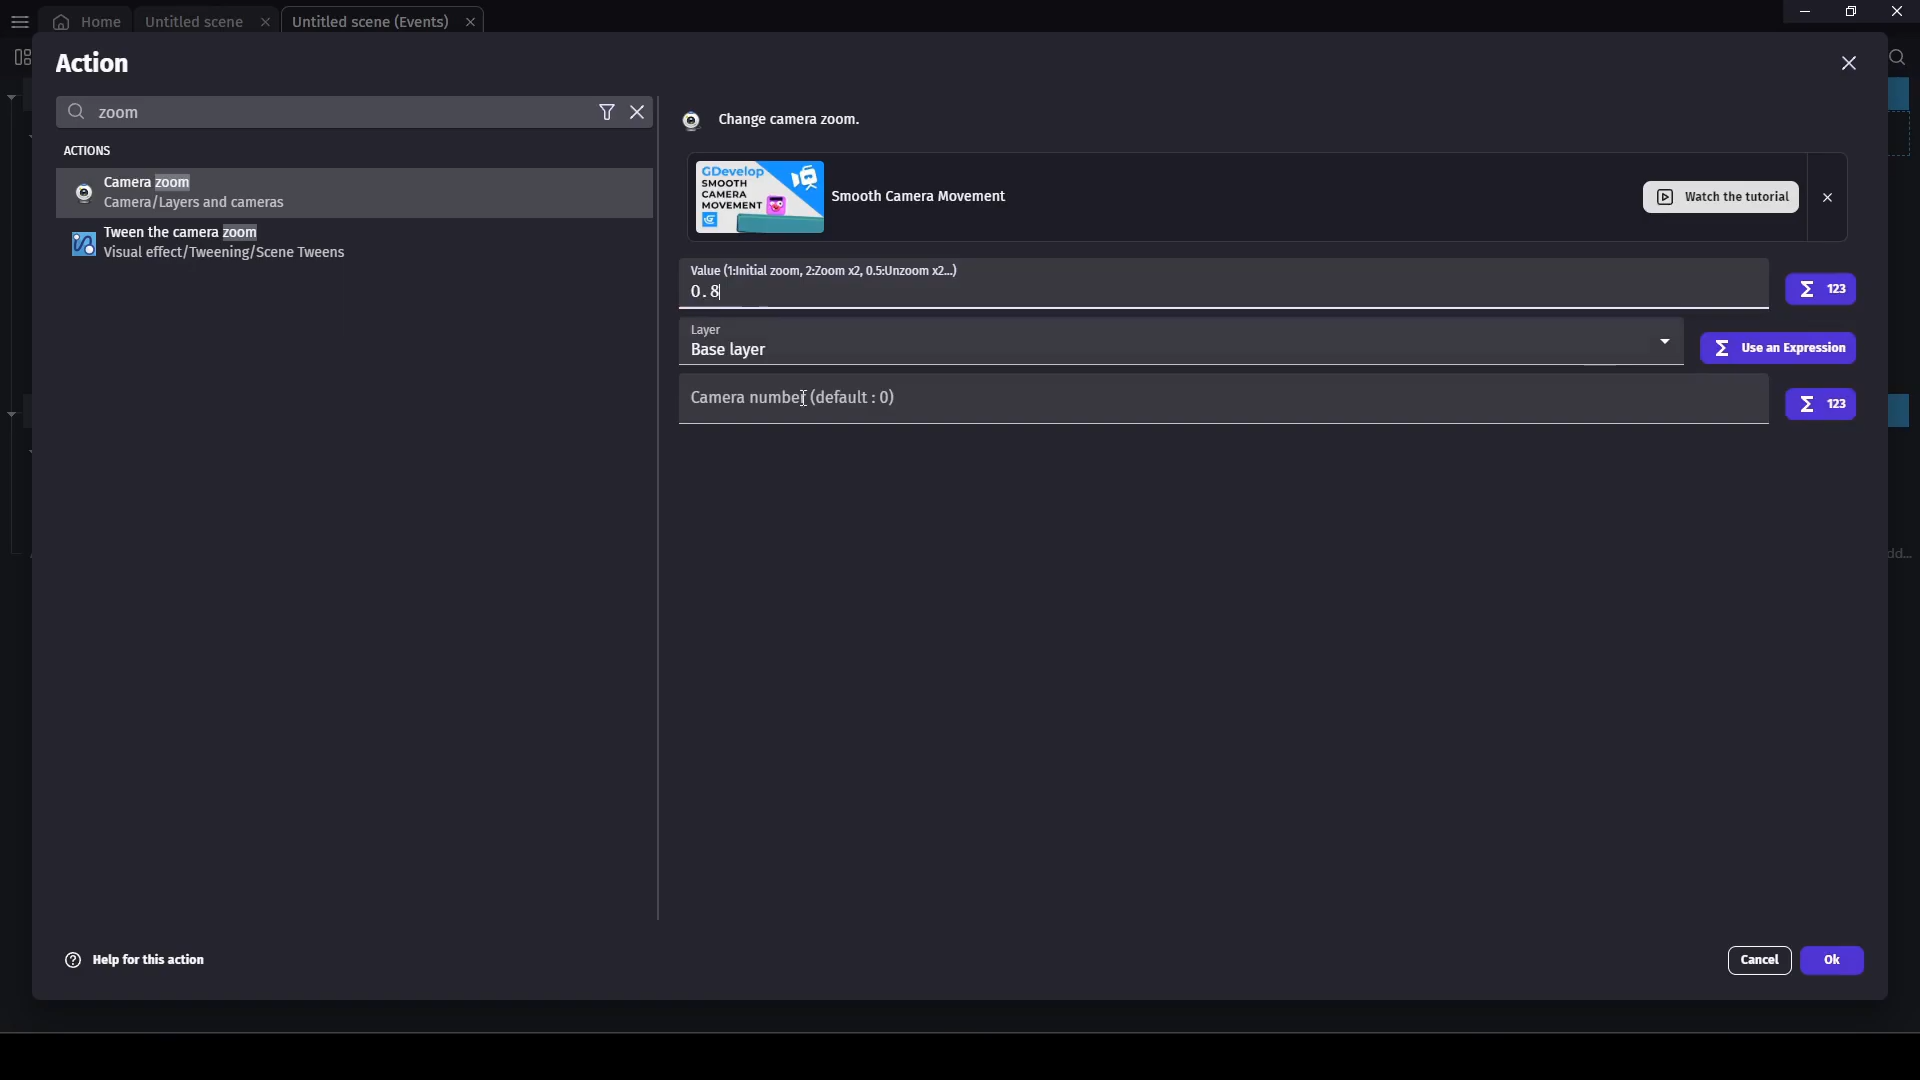 Home
Untitled scene
Untitled scene (Events)
Action
zoom
ACTIONS
Camera zoom
Camera/Layers and cameras
Tween the camera zoom
Visual effect/Tweening/Scene Tweens
Change camera zoom.
GDevelop
SMOOTH
CAMERA
MOVEMENT
Smooth Camera Movement
Watch the tutorial
Value (1:Initial zoom, 2:Zoom x2, 0.5:Unzoom x2...)
0.8
123
Layer
Base layer
Use an Expression
Camera number (default : 0)
123
dd...
Help for this action
Cancel
Ok